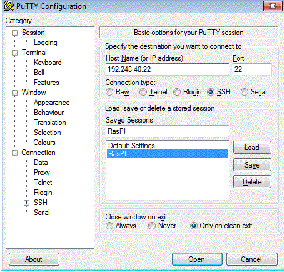 PuTTY Configuration
Category:
Session
Logging
Terminal
Keyboard
Bell
Features
Window
Appearance
Behaviour
Translation
Selection
Colours
Connection
Data
Proxy
Telnet
Rlogin
SSH
Serial
Basic options for your PuTTY session
Specify the destination you want to connect to
Host Name (or IP address)
Port
22
Connection type:
Raw
Telnet
Rlogin
SSH
Serial
Load, save or delete a stored session
Saved Sessions
RasPI
Default Settings
RasPI
Load
Save
Delete
Close window on exit
Always
Never
Only on clean exit
About
Open
Cancel